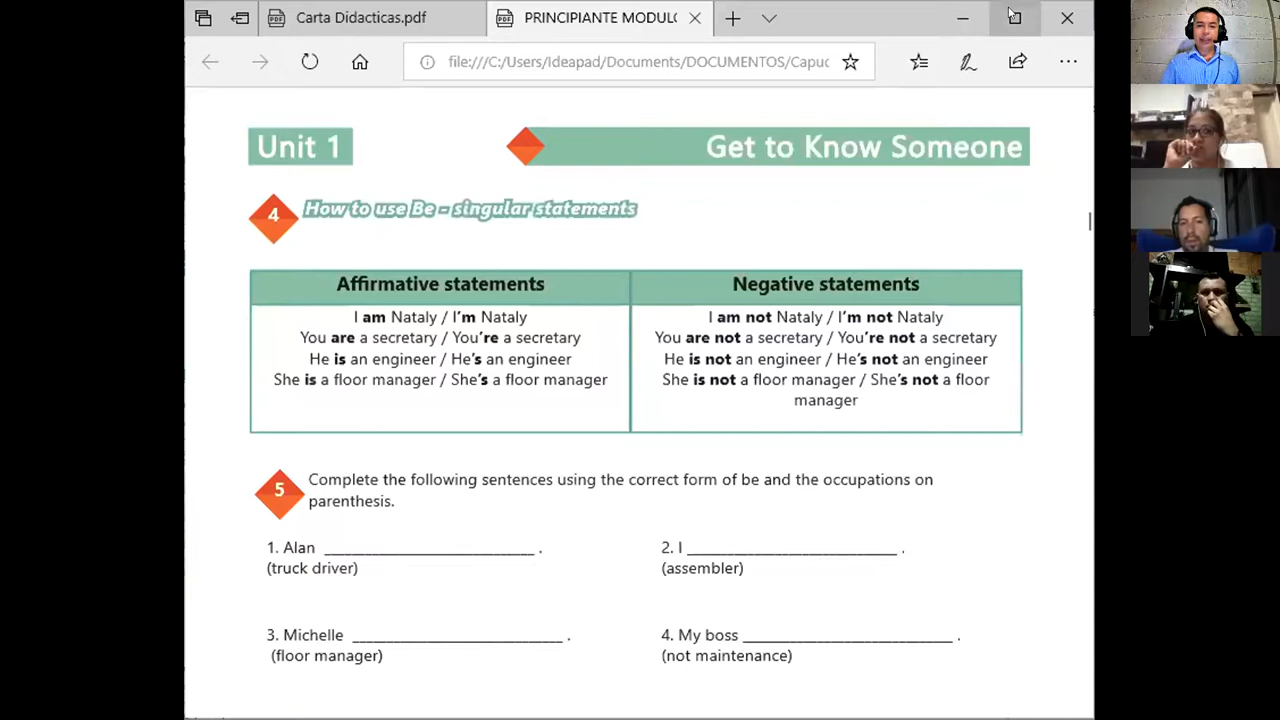 Carta Didacticas.pdf
PRINCIPIANTE MODULO
file:///C:/Users/Ideapad/Documents/DOCUMENTOS/Capuc
Unit 1
Get to Know Someone
4
How to use Be - singular statements
Affirmative statements
I am Nataly / I'm Nataly
You are a secretary / You're a secretary
He is an engineer / He's an engineer
She is a floor manager / She's a floor manager
Negative statements
I am not Nataly / I'm not Nataly
You are not a secretary / You're not a secretary
He is not an engineer / He's not an engineer
She is not a floor manager / She's not a floor
manager
5
Complete the following sentences using the correct form of be and the occupations on
parenthesis.
1. Alan ____________________________ .
(truck driver)
2. I ____________________________ .
(assembler)
3. Michelle ____________________________ .
(floor manager)
4. My boss ____________________________ .
(not maintenance)